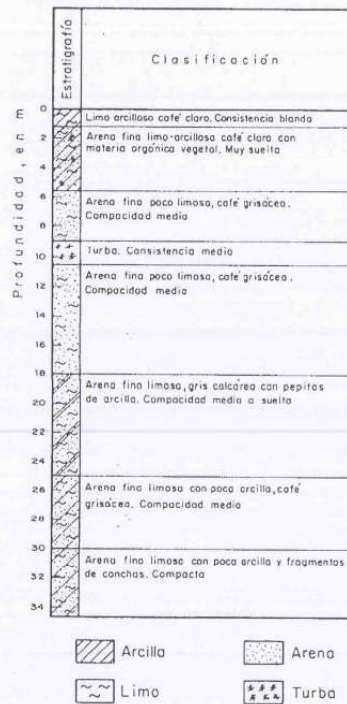 Estratigrafía
Clasificación
Profundidad, en m
0
Limo arcilloso café claro. Consistencia blanda
2
Arena fina limo-arcillosa café claro con
materia orgánica vegetal. Muy suelta
4
6
Arena fina poco limosa, café grisácea.
Compacidad media
8
Turba. Consistencia media
10
Arena fina poco limosa, café grisácea.
Compacidad media
12
14
16
18
Arena fina limosa, gris calcárea con pepitas
de arcilla. Compacidad media a suelta
20
22
24
Arena fina limosa con poca arcilla, café
grisácea. Compacidad media
26
28
30
Arena fina limosa con poca arcilla y fragmentos
de conchas. Compacta
32
34
Arcilla
Arena
Limo
Turba